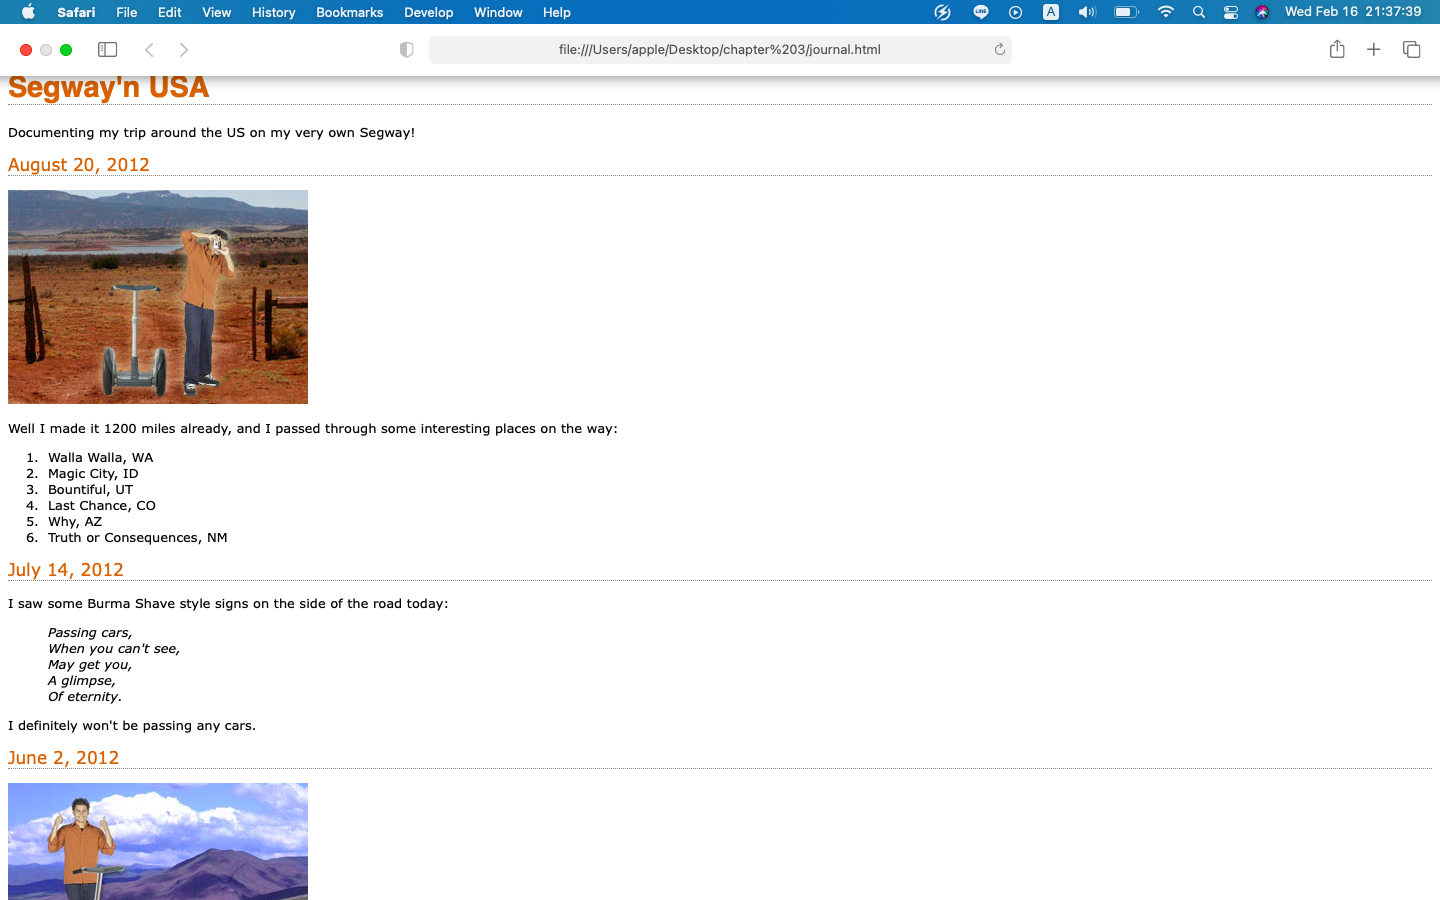 Safari File Edit View History Bookmarks Develop Window Help LINE A Wed Feb 16 21:37:39
file:///Users/apple/Desktop/chapter%203/journal.html
Segway'n USA
Documenting my trip around the US on my very own Segway!
August 20, 2012
Well I made it 1200 miles already, and I passed through some interesting places on the way:
1. Walla Walla, WA
2. Magic City, ID
3. Bountiful, UT
4. Last Chance, CO
5. Why, AZ
6. Truth or Consequences, NM
July 14, 2012
I saw some Burma Shave style signs on the side of the road today:
Passing cars,
When you can't see,
May get you,
A glimpse,
Of eternity.
I definitely won't be passing any cars.
June 2, 2012